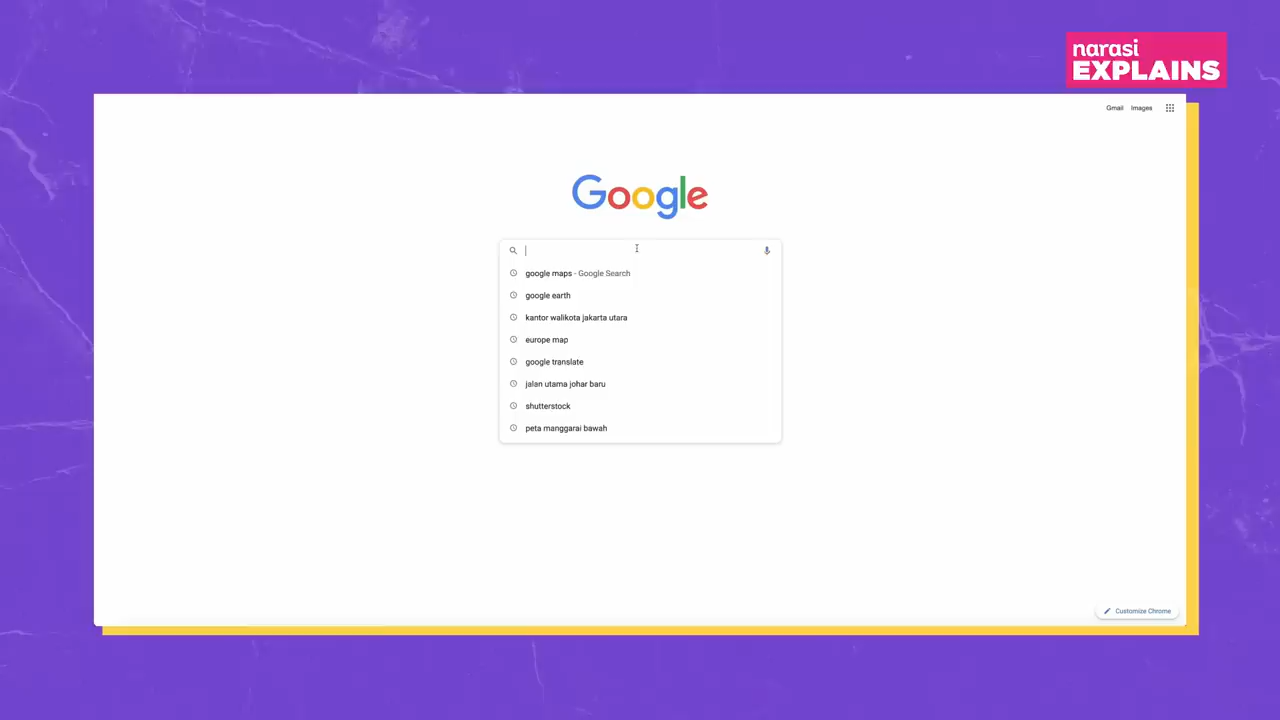 narasi
EXPLAINS
Gmail Images
Google
google maps - Google Search
google earth
kantor walikota jakarta utara
europe map
google translate
jalan utama johar baru
shutterstock
peta manggarai bawah
Customize Chrome